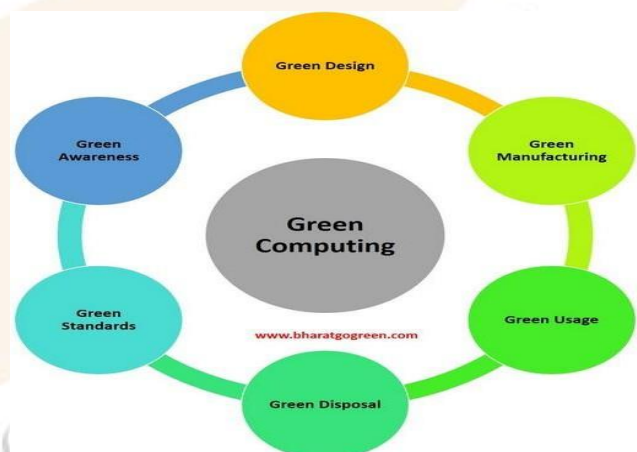 Green Design
Green
Manufacturing
Green Usage
Green Disposal
Green
Standards
Green
Awareness
Green
Computing
www.bharatgogreen.com